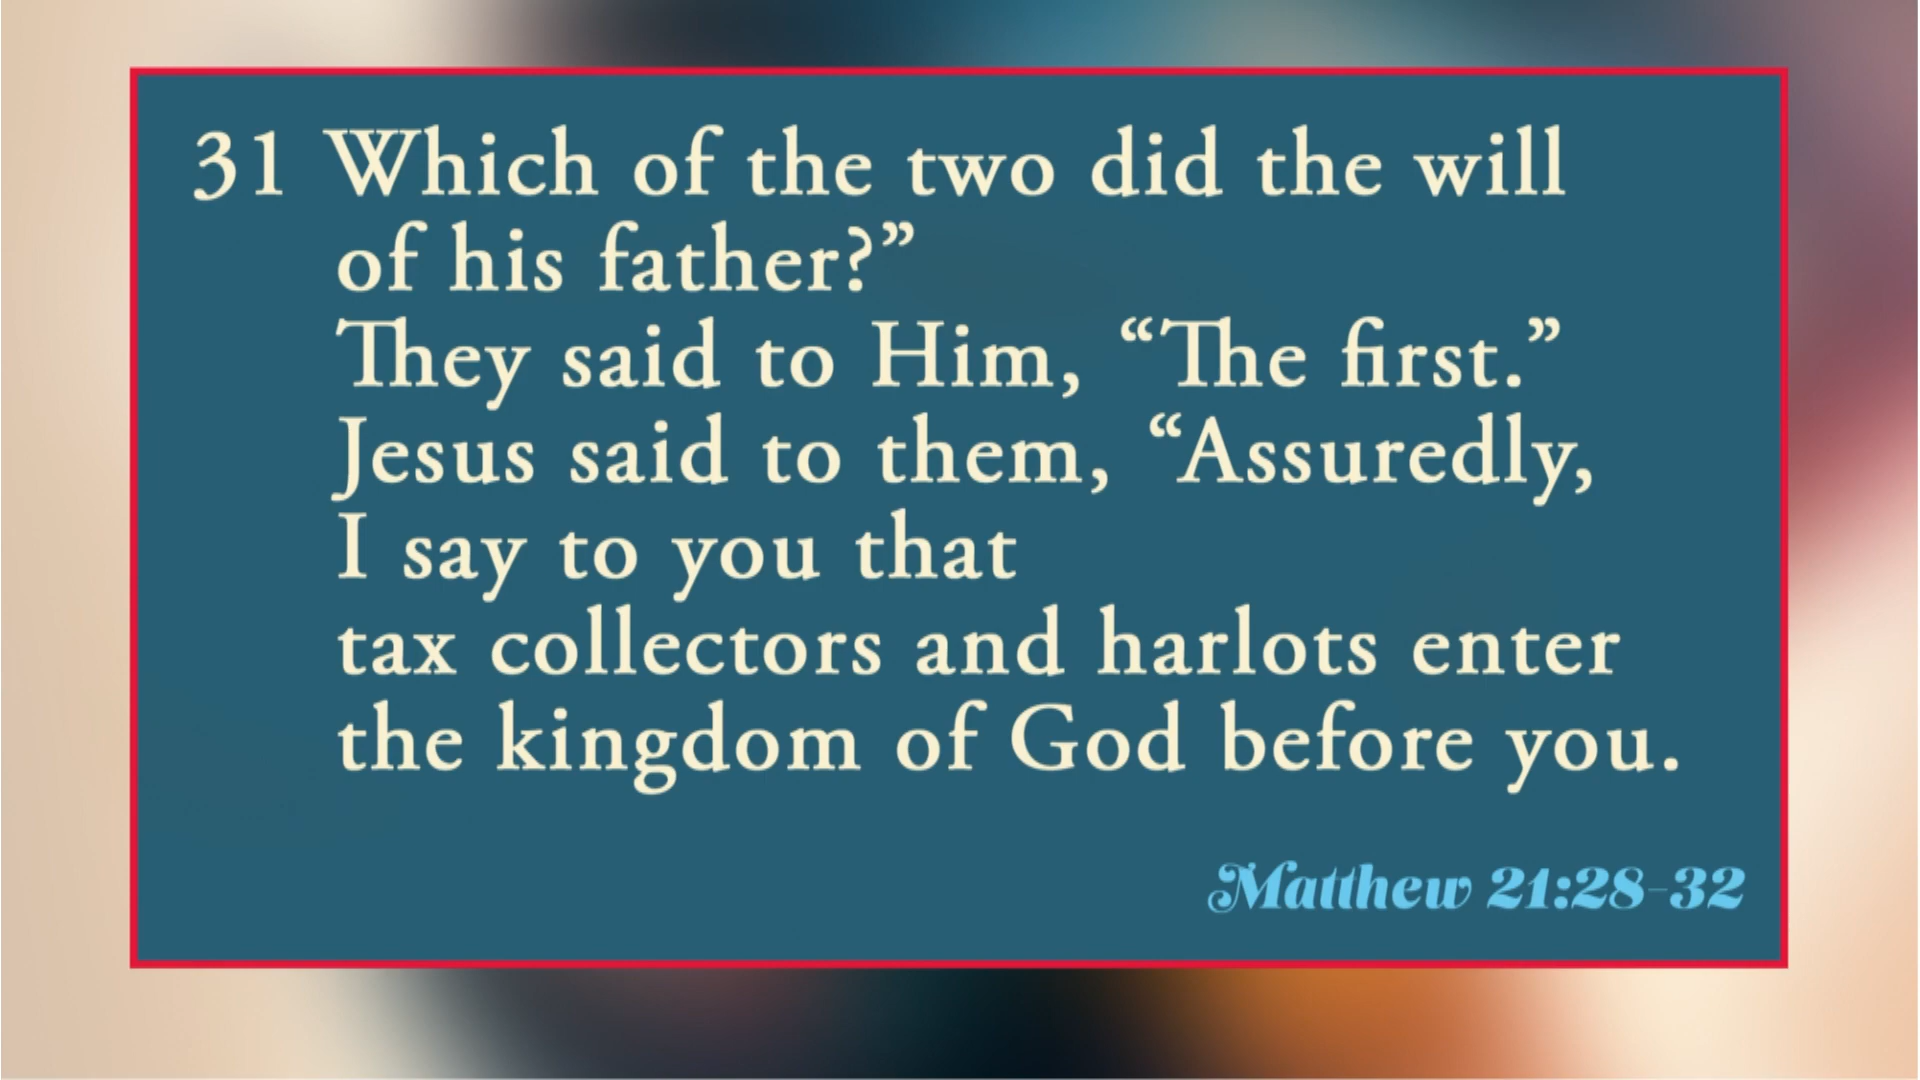 31 Which of the two did the will
of his father?”
They said to Him, “The first.”
Jesus said to them, “Assuredly,
I say to you that
tax collectors and harlots enter
the kingdom of God before you.
Matthew 21:28-32